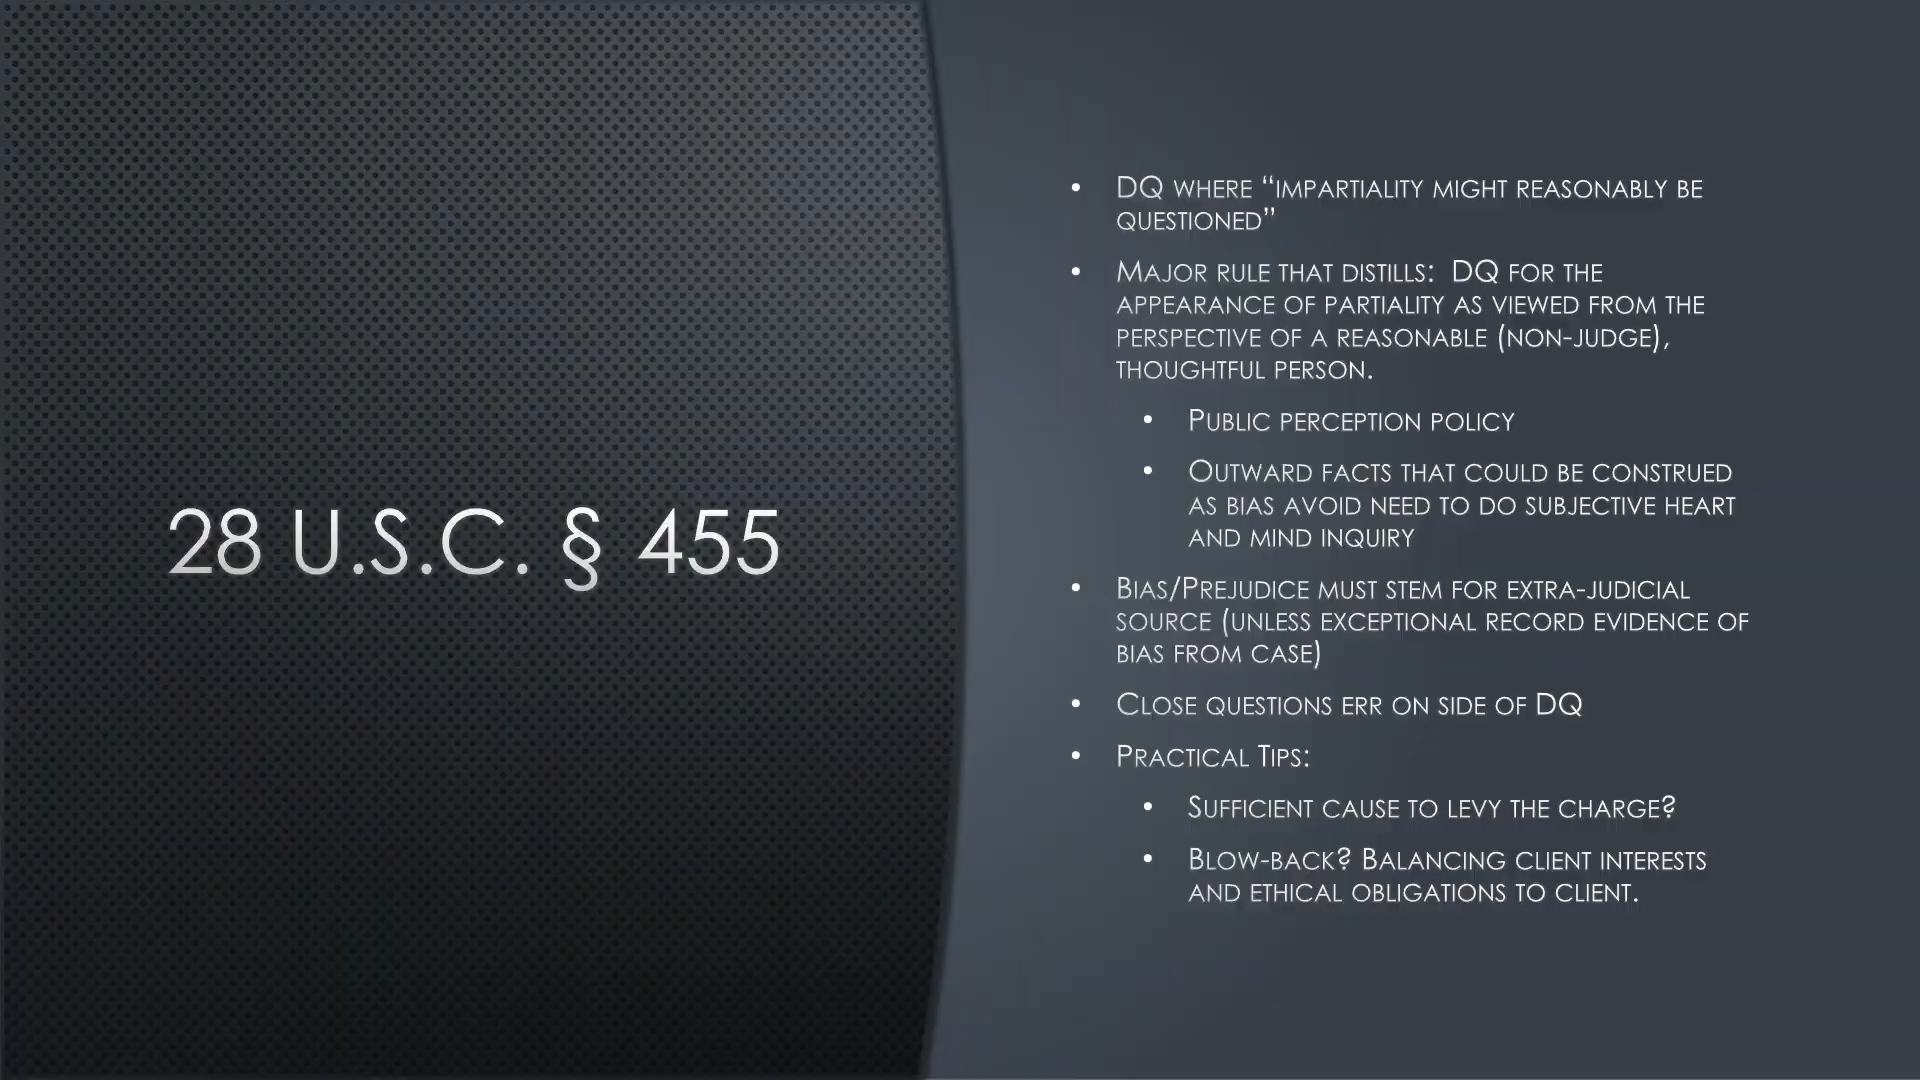 28 U.S.C. § 455
• DQ where “impartiality might reasonably be
questioned”
• Major rule that distills: DQ for the
appearance of partiality as viewed from the
perspective of a reasonable (non-judge),
thoughtful person.
• Public perception policy
• Outward facts that could be construed
as bias avoid need to do subjective heart
and mind inquiry
• Bias/Prejudice must stem for extra-judicial
source (unless exceptional record evidence of
bias from case)
• Close questions err on side of DQ
• Practical Tips:
• Sufficient cause to levy the charge?
• Blow-back? Balancing client interests
and ethical obligations to client.